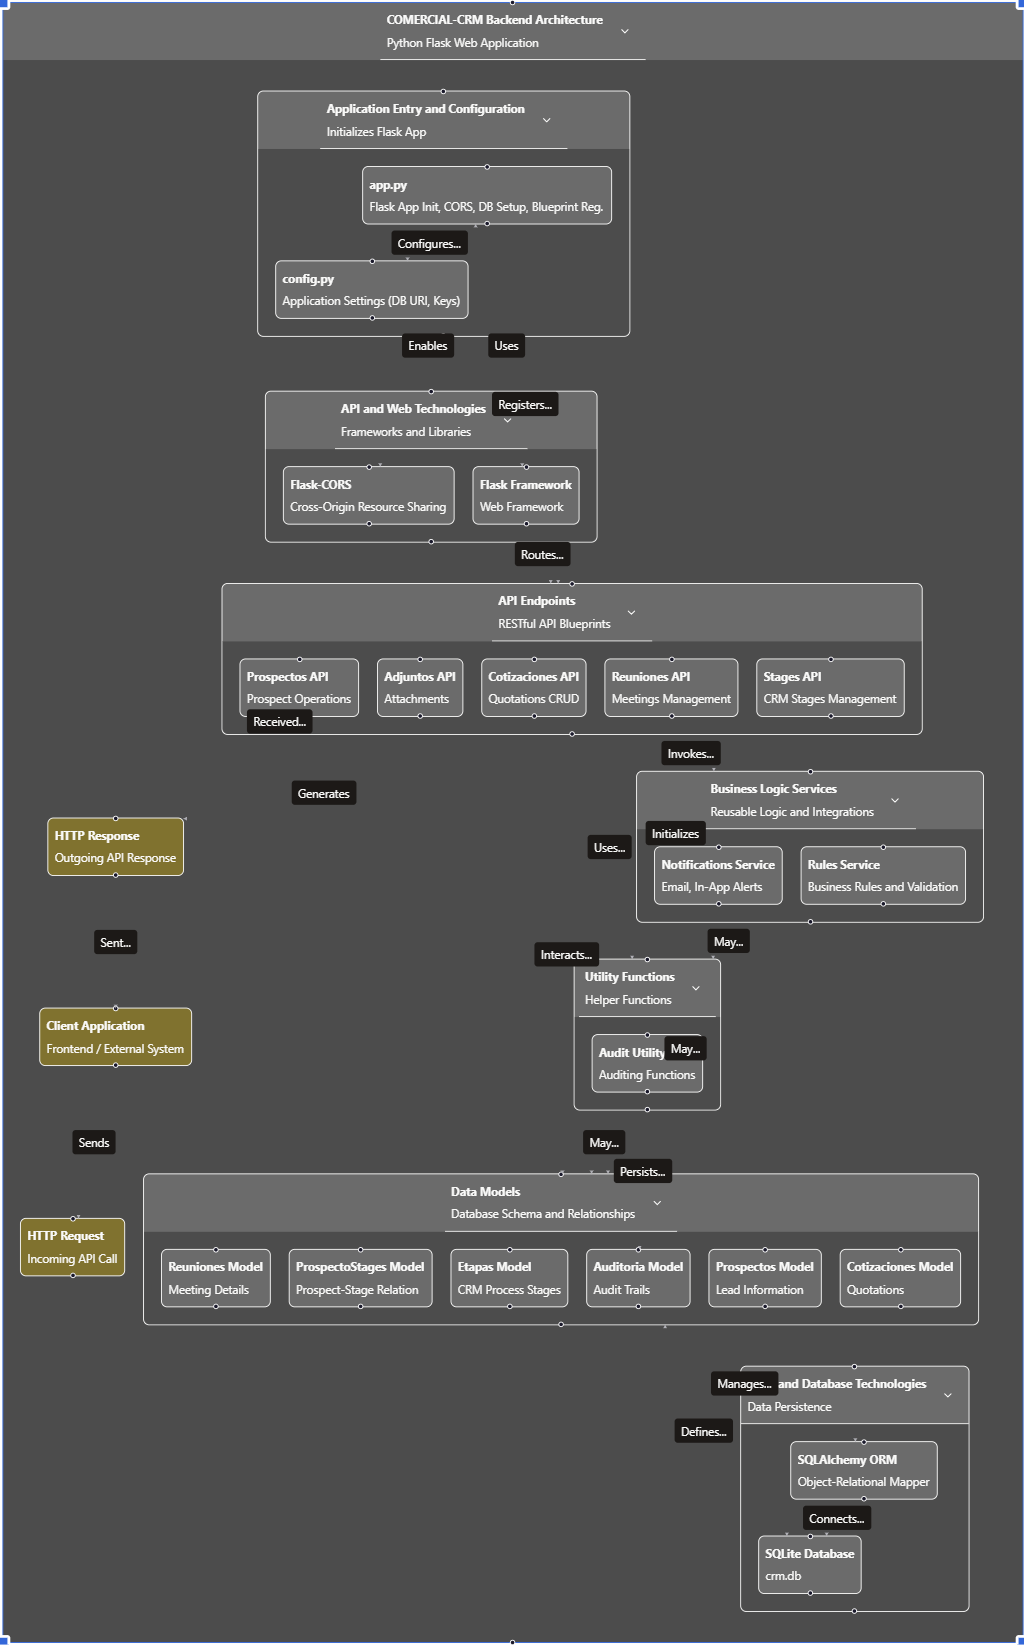 COMERCIAL-CRM Backend Architecture
Python Flask Web Application
Application Entry and Configuration
Initializes Flask App
app.py
Flask App Init, CORS, DB Setup, Blueprint Reg.
Configures...
config.py
Application Settings (DB URI, Keys)
Enables
Uses
Registers...
API and Web Technologies
Frameworks and Libraries
Flask-CORS
Cross-Origin Resource Sharing
Flask Framework
Web Framework
Routes...
API Endpoints
RESTful API Blueprints
Prospectos API
Prospect Operations
Adjuntos API
Attachments
Cotizaciones API
Quotations CRUD
Reuniones API
Meetings Management
Stages API
CRM Stages Management
Received...
Invokes...
Generates
Business Logic Services
Reusable Logic and Integrations
Initializes
Uses...
Notifications Service
Email, In-App Alerts
Rules Service
Business Rules and Validation
HTTP Response
Outgoing API Response
Sent...
May...
Interacts...
Utility Functions
Helper Functions
Audit Utility
May...
Auditing Functions
Client Application
Frontend / External System
Sends
May...
Persists...
Data Models
Database Schema and Relationships
HTTP Request
Incoming API Call
Reuniones Model
Meeting Details
ProspectoStages Model
Prospect-Stage Relation
Etapas Model
CRM Process Stages
Auditoria Model
Audit Trails
Prospectos Model
Lead Information
Cotizaciones Model
Quotations
Manages...
and Database Technologies
Data Persistence
Defines...
SQLAlchemy ORM
Object-Relational Mapper
Connects...
SQLite Database
crm.db